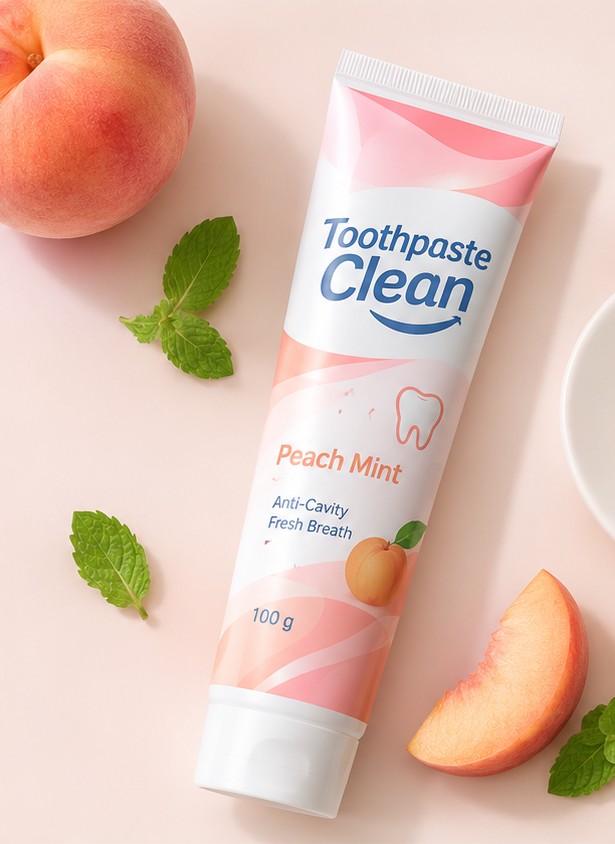 Toothpaste
Clean
Peach Mint
Anti-Cavity
Fresh Breath
100 g